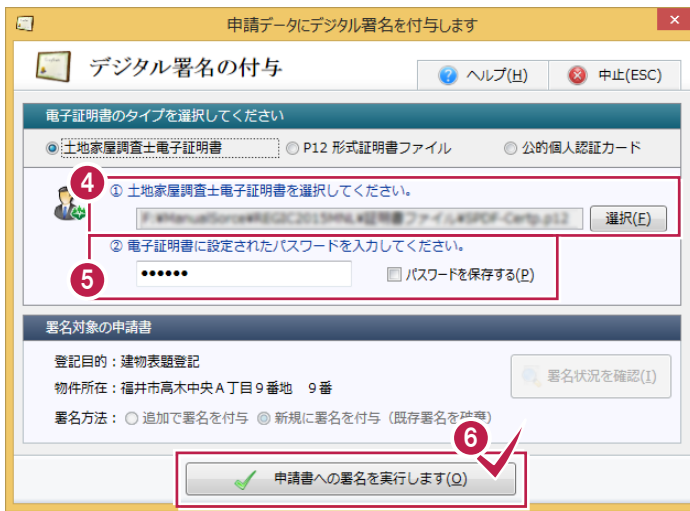 申請データにデジタル署名を付与します
デジタル署名の付与
ヘルプ(H)
中止(ESC)
電子証明書のタイプを選択してください
土地家屋調査士電子証明書
P12 形式証明書ファイル
公的個人認証カード
4
① 土地家屋調査士電子証明書を選択してください。
選択(F)
② 電子証明書に設定されたパスワードを入力してください。
5
••••••
パスワードを保存する(P)
署名対象の申請書
登記目的：建物表題登記
物件所在：福井市高木中央A丁目9番地 9番
署名状況を確認(I)
署名方法： 追加で署名を付与 新規に署名を付与（既存署名を破棄）
6
申請書への署名を実行します(O)